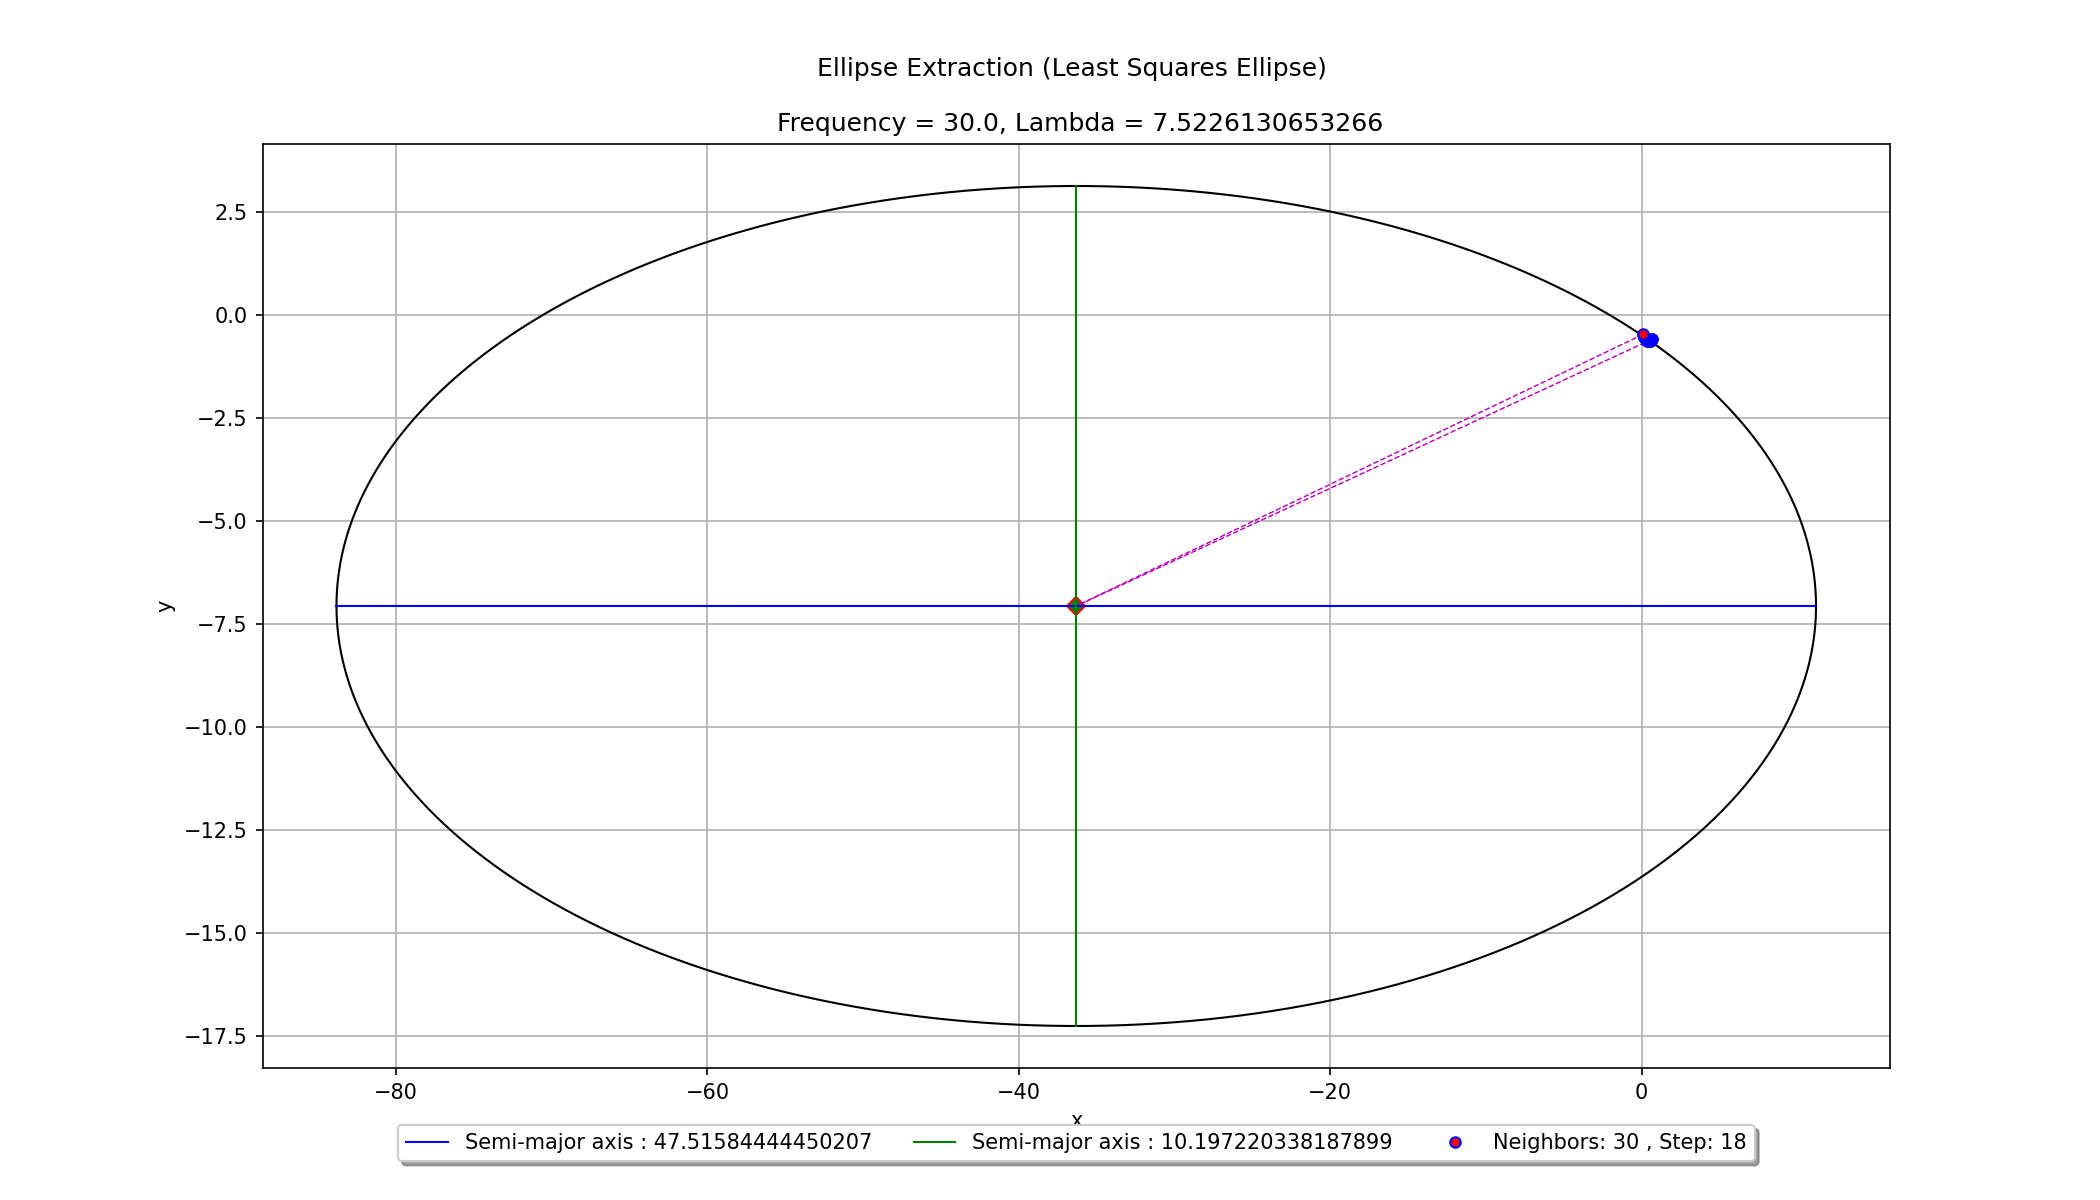 Ellipse Extraction (Least Squares Ellipse)
Frequency = 30.0, Lambda = 7.5226130653266
2.5
0.0
−2.5
−5.0
y
−7.5
−10.0
−12.5
−15.0
−17.5
−80 −60 −40 −20 0
x
Semi-major axis : 47.51584444450207 Semi-major axis : 10.197220338187899 Neighbors: 30 , Step: 18